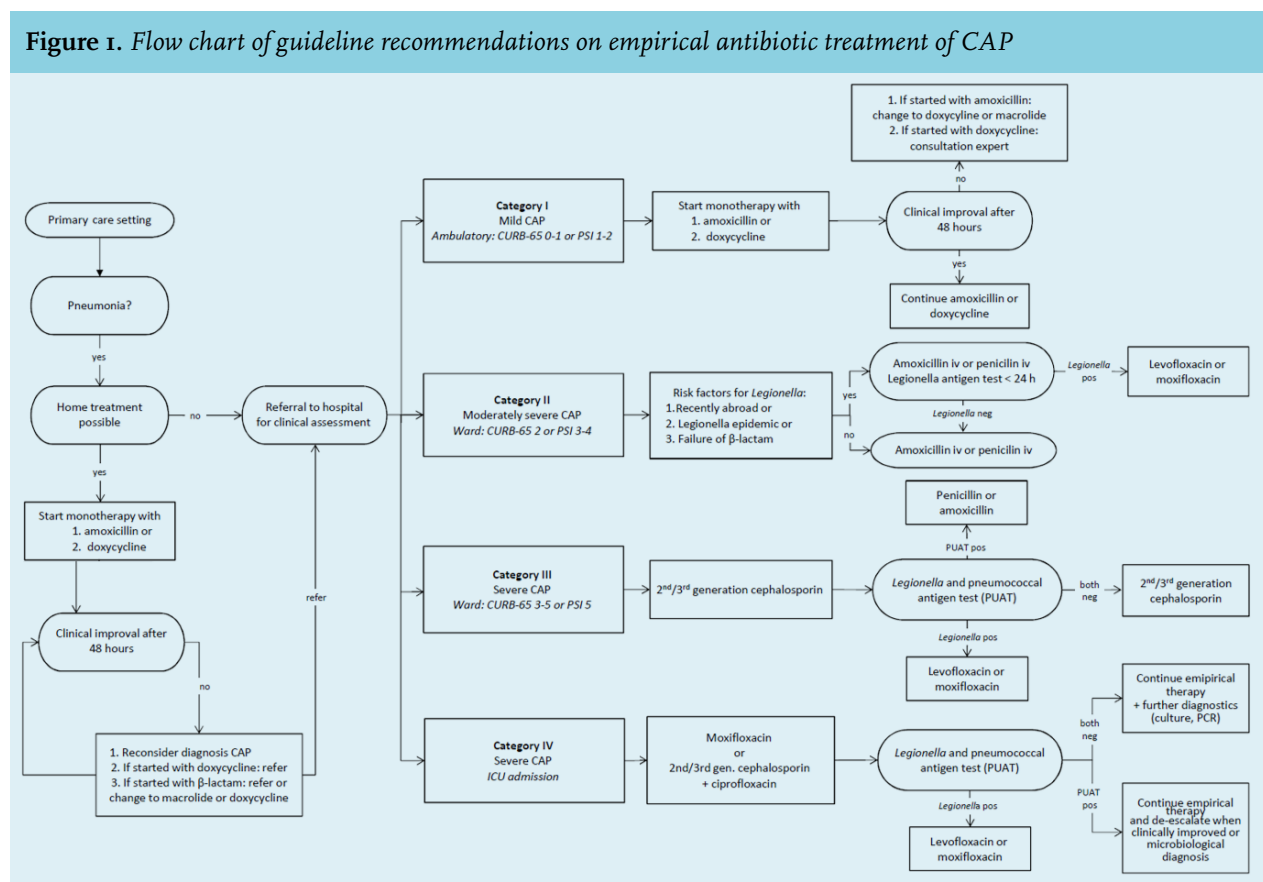 Figure 1. Flow chart of guideline recommendations on empirical antibiotic treatment of CAP
Primary care setting
Pneumonia?
yes
Home treatment
possible
no
yes
Start monotherapy with
1. amoxicillin or
2. doxycycline
Clinical improval after
48 hours
no
1. Reconsider diagnosis CAP
2. If started with doxycycline: refer
3. If started with β-lactam: refer or
change to macrolide or doxycycline
refer
Referral to hospital
for clinical assessment
Category I
Mild CAP
Ambulatory: CURB-65 0-1 or PSI 1-2
Start monotherapy with
1. amoxicillin or
2. doxycycline
Clinical improval after
48 hours
no
1. If started with amoxicillin:
change to doxycyline or macrolide
2. If started with doxycycline:
consultation expert
yes
Continue amoxicillin or
doxycycline
Category II
Moderately severe CAP
Ward: CURB-65 2 or PSI 3-4
Risk factors for Legionella:
1.Recently abroad or
2. Legionella epidemic or
3. Failure of β-lactam
yes
no
Amoxicillin iv or penicilin iv
Legionella antigen test < 24 h
Legionella
pos
Levofloxacin or
moxifloxacin
Legionella neg
Amoxicillin iv or penicilin iv
Category III
Severe CAP
Ward: CURB-65 3-5 or PSI 5
2nd/3rd generation cephalosporin
Legionella and pneumococcal
antigen test (PUAT)
PUAT pos
Penicillin or
amoxicillin
both
neg
2nd/3rd generation
cephalosporin
Legionella pos
Levofloxacin or
moxifloxacin
Category IV
Severe CAP
ICU admission
Moxifloxacin
or
2nd/3rd gen. cephalosporin
+ ciprofloxacin
Legionella and pneumococcal
antigen test (PUAT)
both
neg
Continue emipirical
therapy
+ further diagnostics
(culture, PCR)
PUAT
pos
Continue empirical
therapy
and de-escalate when
clinically improved or
microbiological
diagnosis
Legionella pos
Levofloxacin or
moxifloxacin